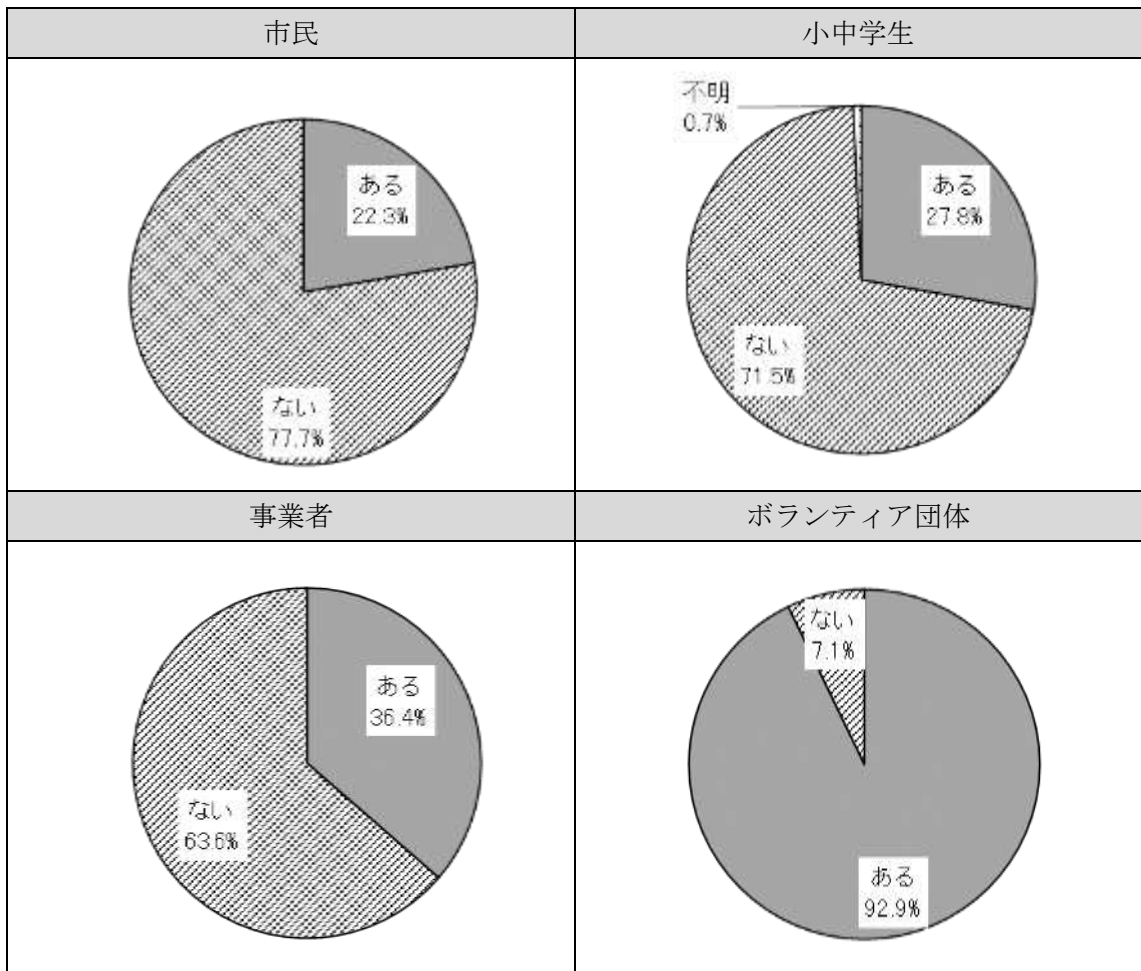 市民
ある
22.3%
ない
77.7%
小中学生
不明
0.7%
ある
27.8%
ない
71.5%
事業者
ある
36.4%
ない
63.6%
ボランティア団体
ない
7.1%
ある
92.9%